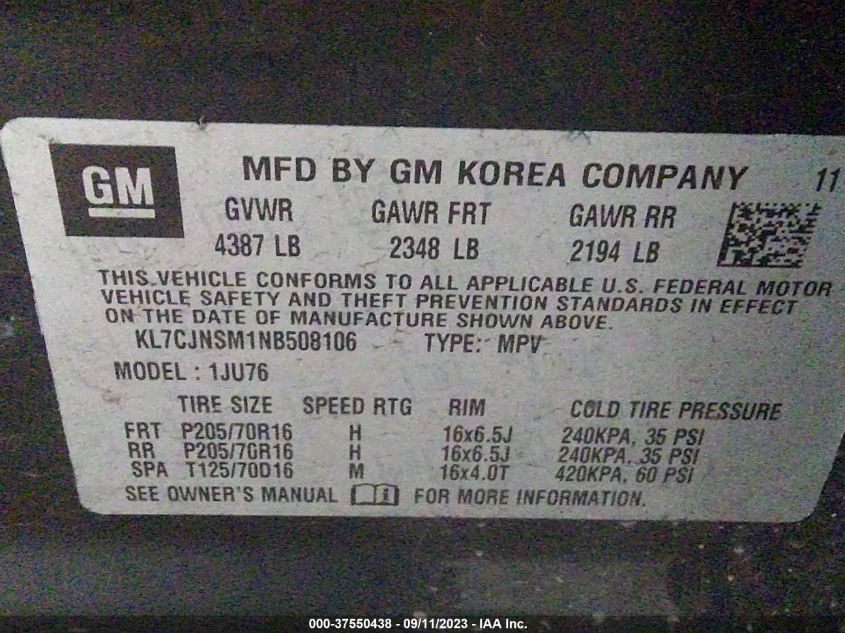 GM
MFD BY GM KOREA COMPANY 11
GVWR GAWR FRT GAWR RR
4387 LB 2348 LB 2194 LB
THIS VEHICLE CONFORMS TO ALL APPLICABLE U.S. FEDERAL MOTOR
VEHICLE SAFETY AND THEFT PREVENTION STANDARDS IN EFFECT
ON THE DATE OF MANUFACTURE SHOWN ABOVE.
KL7CJNSM1NB508106 TYPE: MPV
MODEL : 1JU76
TIRE SIZE SPEED RTG RIM COLD TIRE PRESSURE
FRT P205/70R16 H 16x6.5J 240KPA, 35 PSI
RR P205/70R16 H 16x6.5J 240KPA, 35 PSI
SPA T125/70D16 M 16x4.0T 420KPA, 60 PSI
SEE OWNER'S MANUAL FOR MORE INFORMATION.
000-37550438 - 09/11/2023 - IAA Inc.